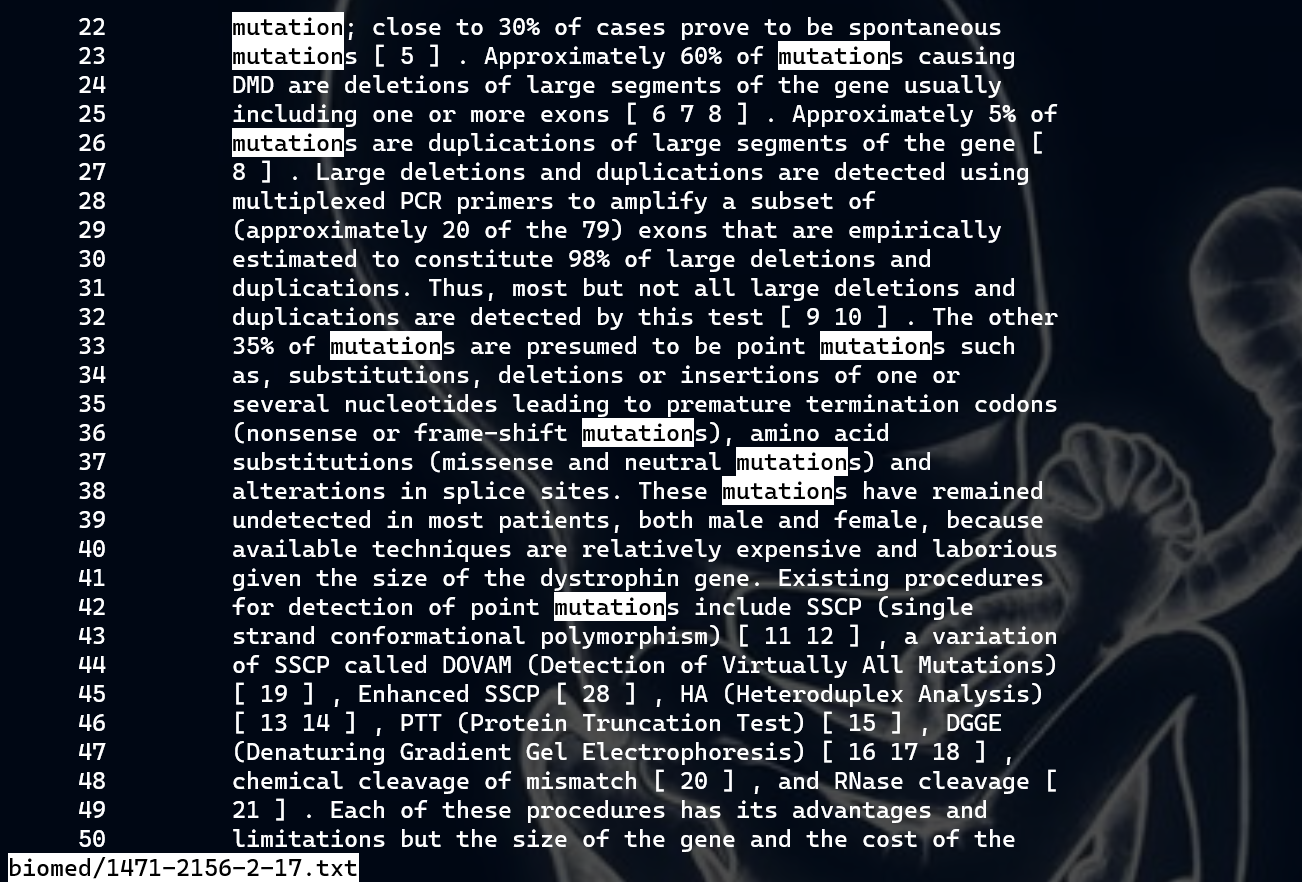 22 mutation; close to 30% of cases prove to be spontaneous
23 mutations [ 5 ] . Approximately 60% of mutations causing
24 DMD are deletions of large segments of the gene usually
25 including one or more exons [ 6 7 8 ] . Approximately 5% of
26 mutations are duplications of large segments of the gene [
27 8 ] . Large deletions and duplications are detected using
28 multiplexed PCR primers to amplify a subset of
29 (approximately 20 of the 79) exons that are empirically
30 estimated to constitute 98% of large deletions and
31 duplications. Thus, most but not all large deletions and
32 duplications are detected by this test [ 9 10 ] . The other
33 35% of mutations are presumed to be point mutations such
34 as, substitutions, deletions or insertions of one or
35 several nucleotides leading to premature termination codons
36 (nonsense or frame-shift mutations), amino acid
37 substitutions (missense and neutral mutations) and
38 alterations in splice sites. These mutations have remained
39 undetected in most patients, both male and female, because
40 available techniques are relatively expensive and laborious
41 given the size of the dystrophin gene. Existing procedures
42 for detection of point mutations include SSCP (single
43 strand conformational polymorphism) [ 11 12 ] , a variation
44 of SSCP called DOVAM (Detection of Virtually All Mutations)
45 [ 19 ] , Enhanced SSCP [ 28 ] , HA (Heteroduplex Analysis)
46 [ 13 14 ] , PTT (Protein Truncation Test) [ 15 ] , DGGE
47 (Denaturing Gradient Gel Electrophoresis) [ 16 17 18 ] ,
48 chemical cleavage of mismatch [ 20 ] , and RNase cleavage [
49 21 ] . Each of these procedures has its advantages and
50 limitations but the size of the gene and the cost of the
biomed/1471-2156-2-17.txt